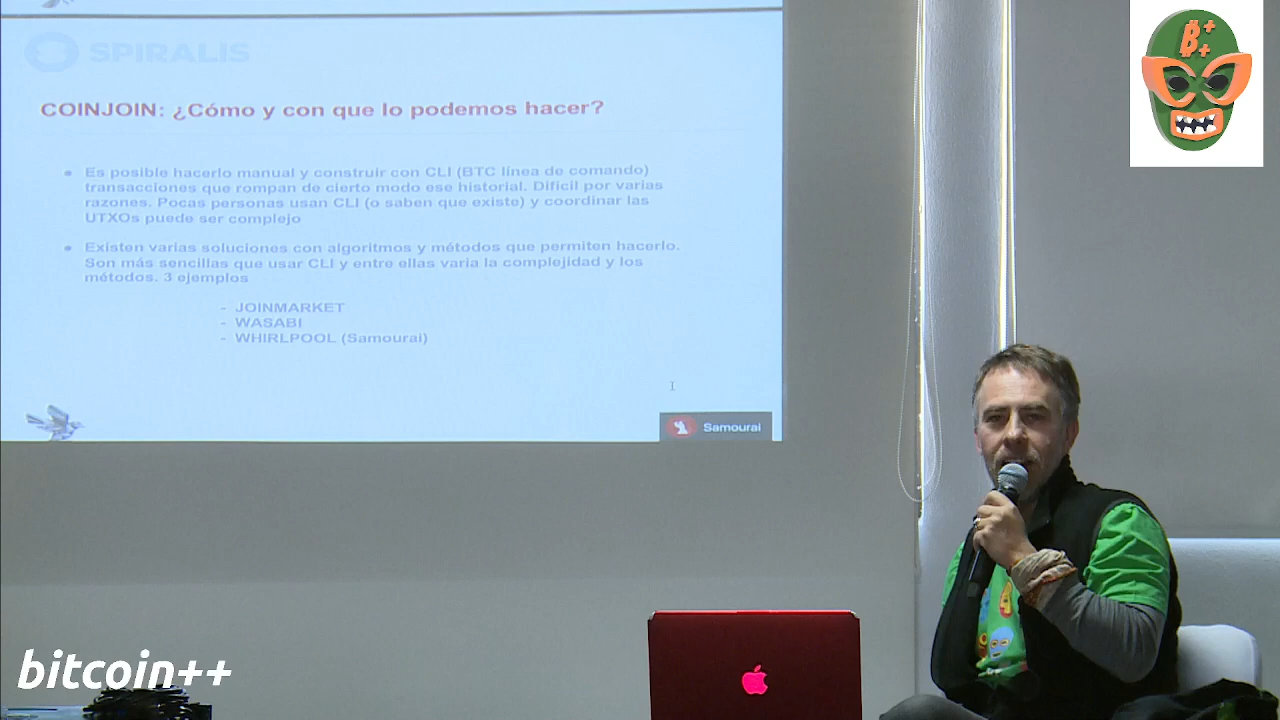 SPIRALIS
COINJOIN: ¿Cómo y con que lo podemos hacer?
• Es posible hacerlo manual y construir con CLI (BTC línea de comando)
transacciones que rompan de cierto modo ese historial. Difícil por varias
razones. Pocas personas usan CLI (o saben que existe) y coordinar las
UTXOs puede ser complejo
• Existen varias soluciones con algoritmos y métodos que permiten hacerlo.
Son más sencillas que usar CLI y entre ellas varia la complejidad y los
métodos. 3 ejemplos
- JOINMARKET
- WASABI
- WHIRLPOOL (Samourai)
Samourai
bitcoin++